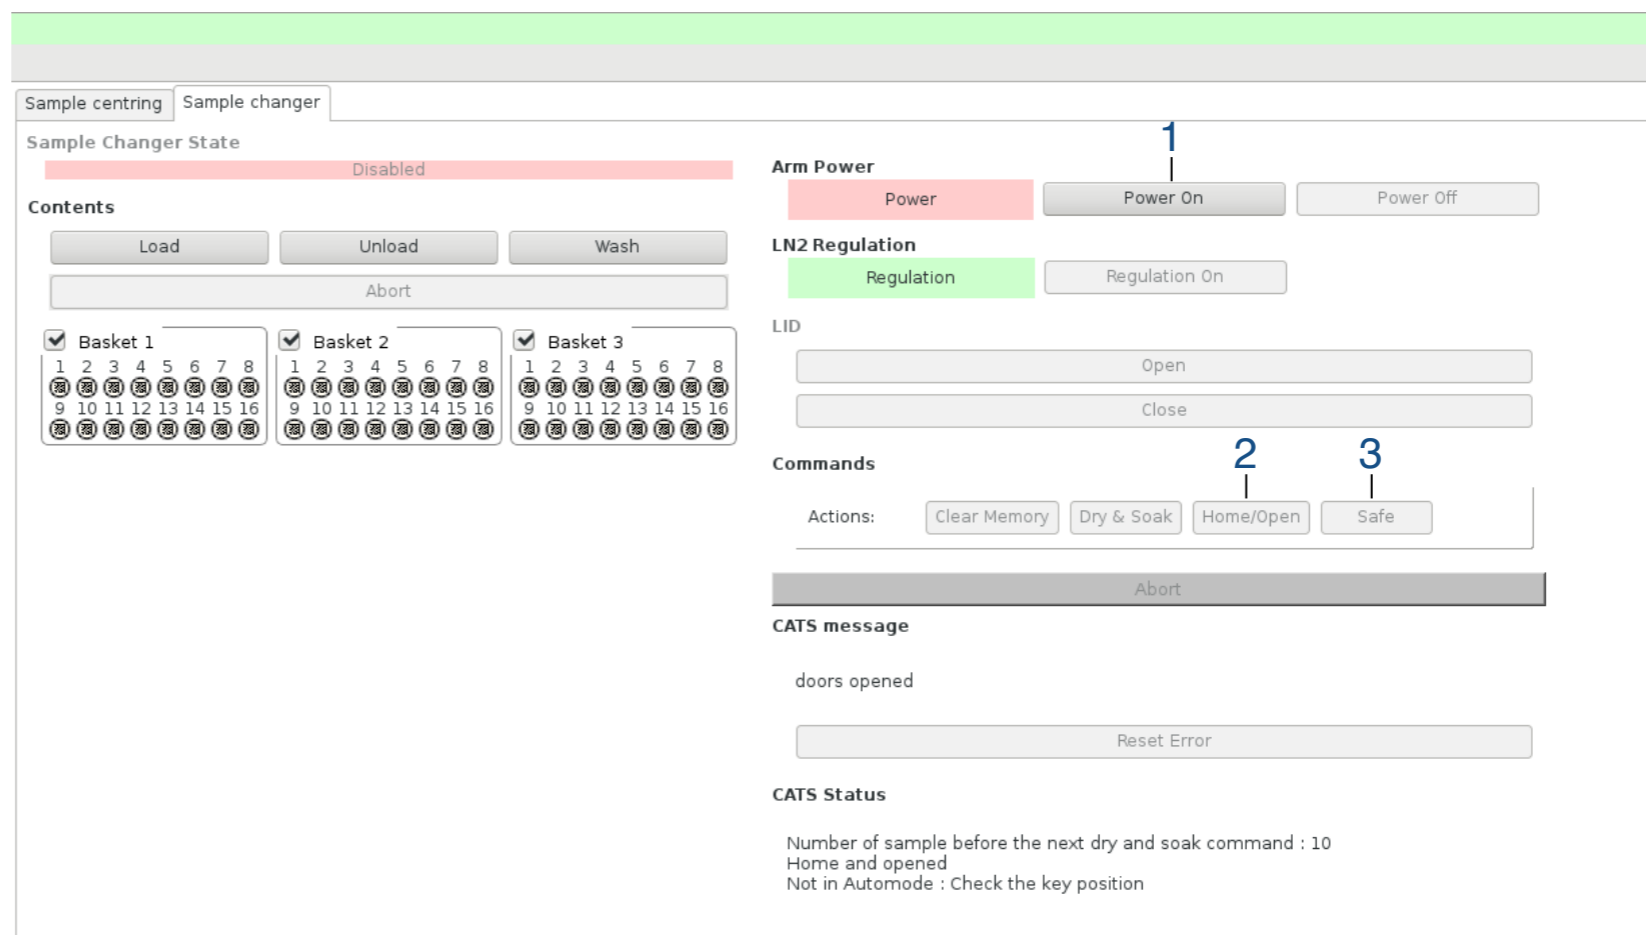 Sample centring Sample changer
Sample Changer State
Disabled
Contents
Load Unload Wash
Abort
Basket 1
1 2 3 4 5 6 7 8
9 10 11 12 13 14 15 16
Basket 2
1 2 3 4 5 6 7 8
9 10 11 12 13 14 15 16
Basket 3
1 2 3 4 5 6 7 8
9 10 11 12 13 14 15 16
1
Arm Power
Power Power On Power Off
LN2 Regulation
Regulation Regulation On
LID
Open
Close
2 3
Commands
Actions: Clear Memory Dry & Soak Home/Open Safe
Abort
CATS message
doors opened
Reset Error
CATS Status
Number of sample before the next dry and soak command : 10
Home and opened
Not in Automode : Check the key position